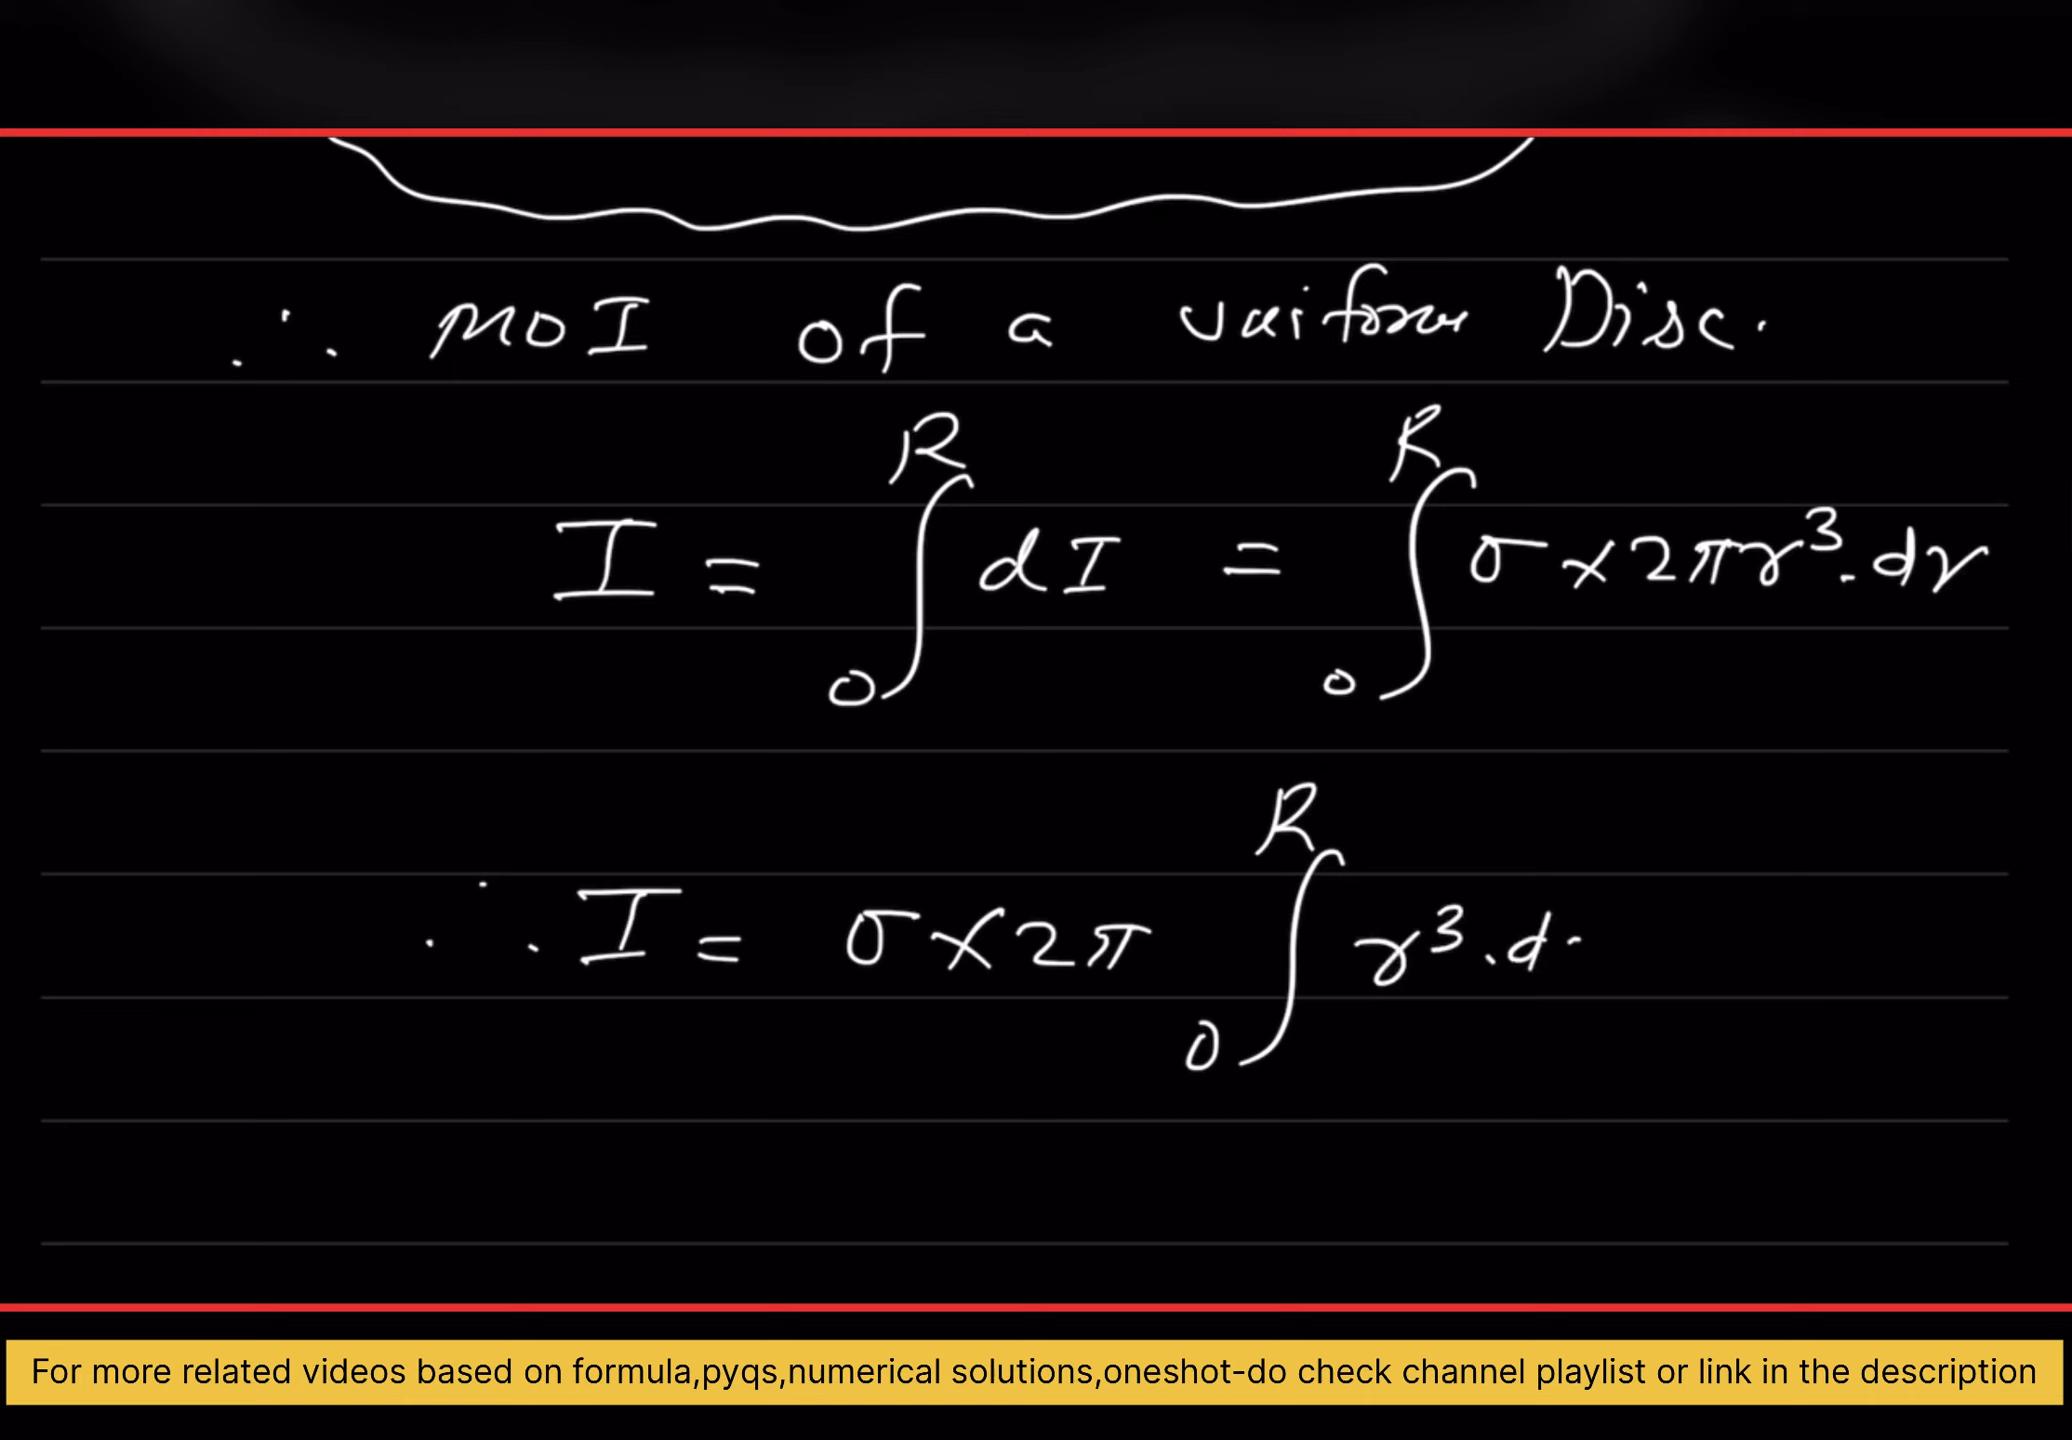 ∴ MOI of a uniform Disc.
I = ∫₀ᴿ dI = ∫₀ᴿ σ×2πr³.dr
∴ I = σ×2π ∫₀ᴿ r³.d
For more related videos based on formula,pyqs,numerical solutions,oneshot-do check channel playlist or link in the description